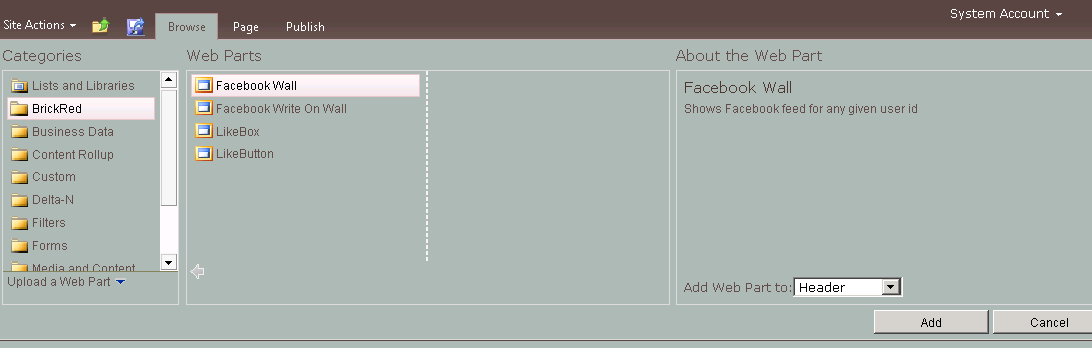 Site Actions
Browse
Page
Publish
System Account
Categories
Lists and Libraries
BrickRed
Business Data
Content Rollup
Custom
Delta-N
Filters
Forms
Media and Content
Upload a Web Part
Web Parts
Facebook Wall
Facebook Write On Wall
LikeBox
LikeButton
About the Web Part
Facebook Wall
Shows Facebook feed for any given user id
Add Web Part to: Header
Add
Cancel